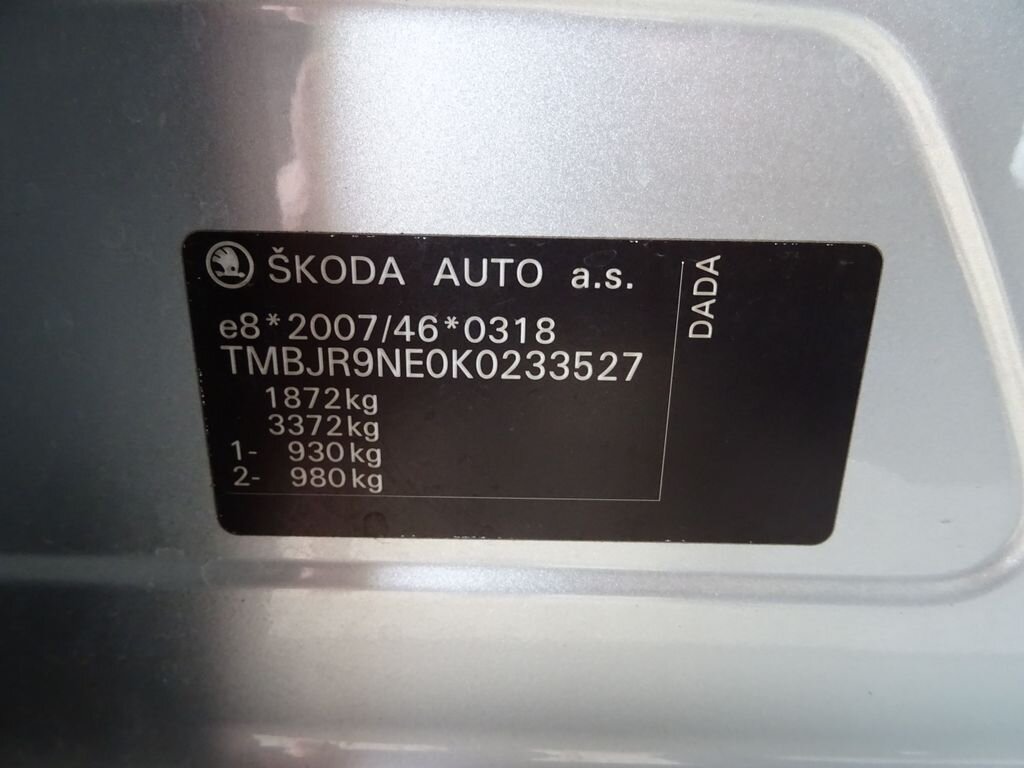 ŠKODA AUTO a.s.
e8*2007/46*0318
TMBJR9NE0K0233527
1872kg
3372kg
1- 930kg
2- 980kg
DADA